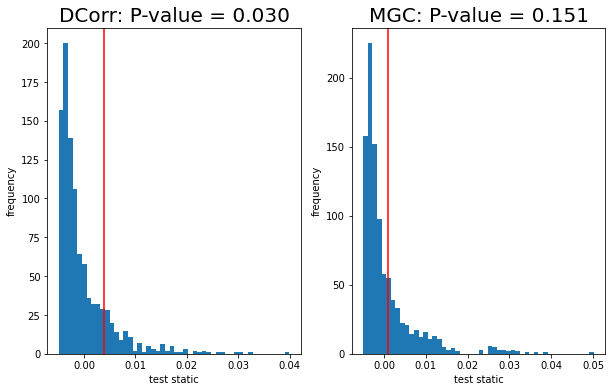 DCorr: P-value = 0.030
200
175
150
125
100
75
50
25
0
frequency
0.00 0.01 0.02 0.03 0.04
test static
MGC: P-value = 0.151
200
150
100
50
0
frequency
0.00 0.01 0.02 0.03 0.04 0.05
test static